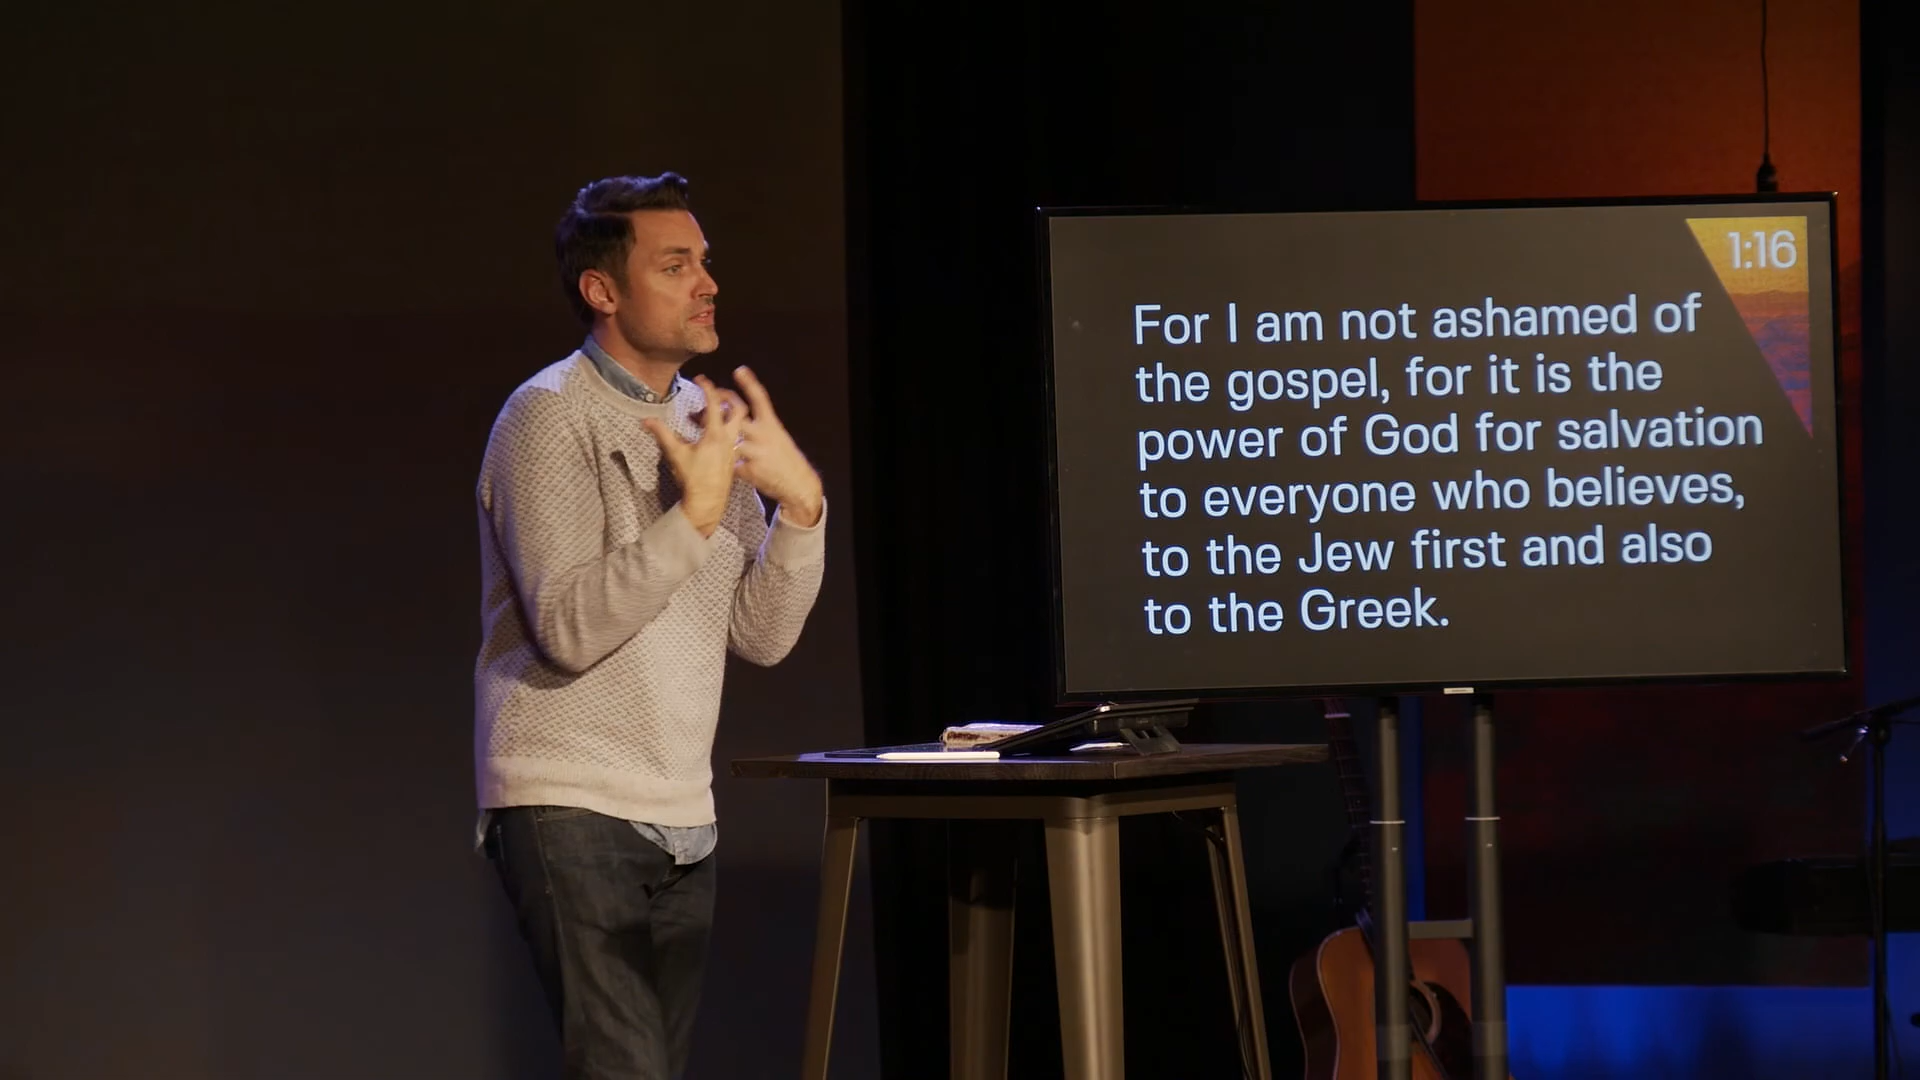 1:16
For I am not ashamed of
the gospel, for it is the
power of God for salvation
to everyone who believes,
to the Jew first and also
to the Greek.